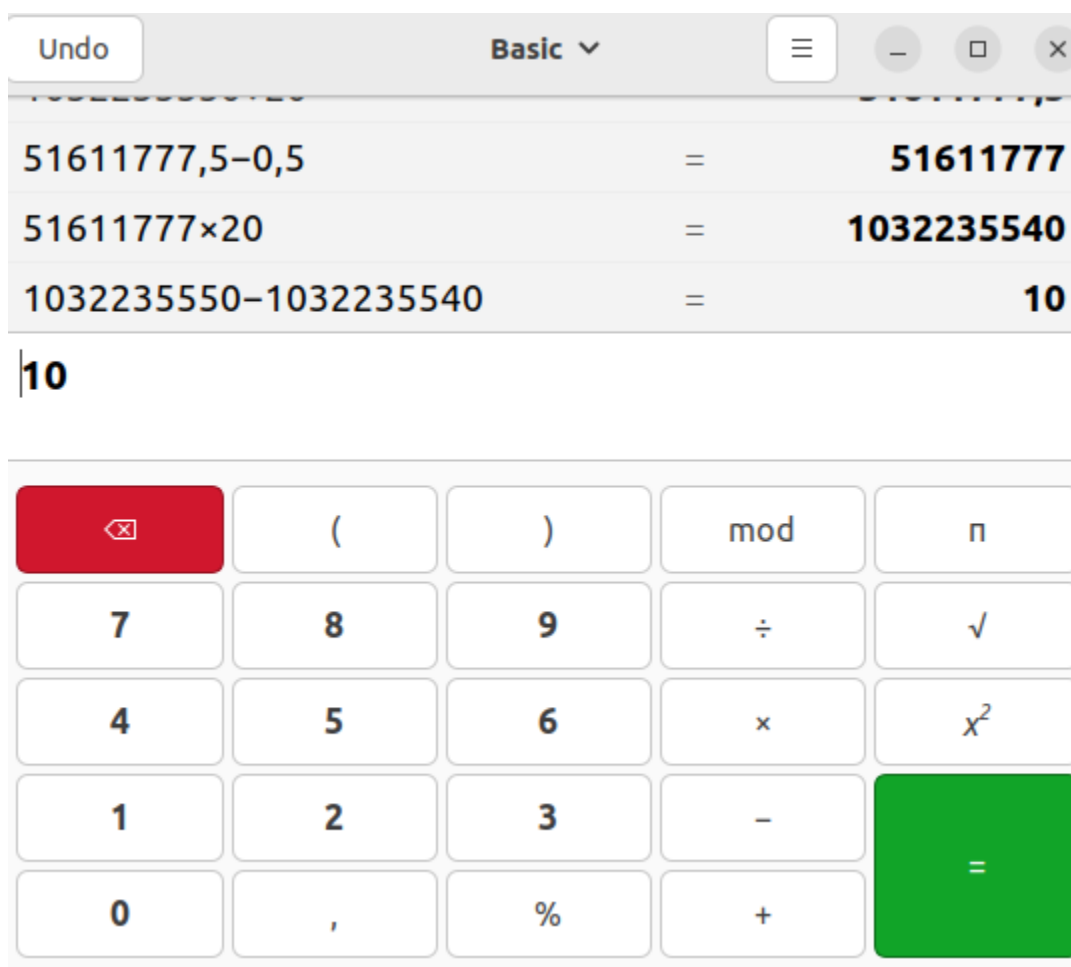 Undo Basic
51611777,5−0,5 = 51611777
51611777×20 = 1032235540
1032235550−1032235540 = 10
10
( ) mod п
7 8 9 ÷ √
4 5 6 × x²
1 2 3 −
=
0 , % +